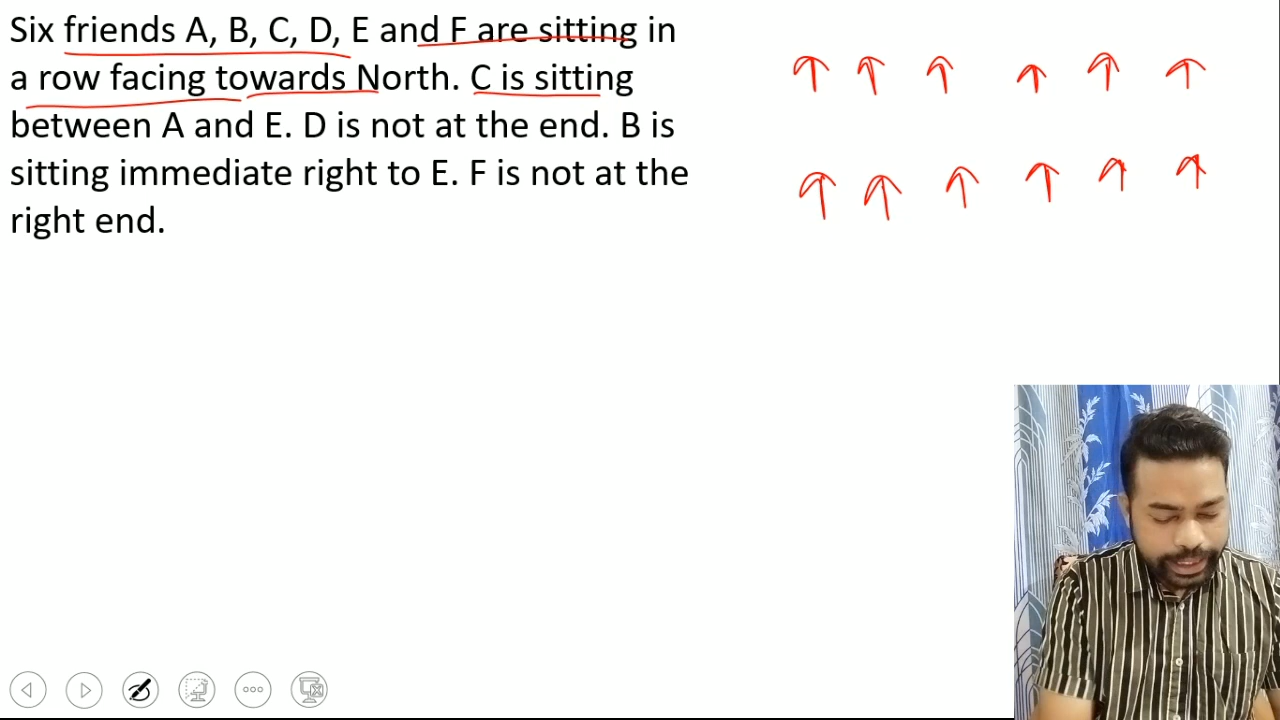 Six friends A, B, C, D, E and F are sitting in
a row facing towards North. C is sitting
between A and E. D is not at the end. B is
sitting immediate right to E. F is not at the
right end.